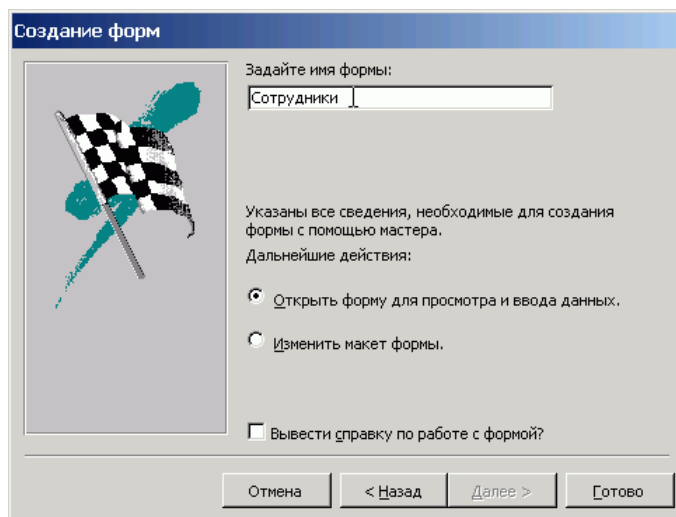 Создание форм
Задайте имя формы:
Сотрудники
Указаны все сведения, необходимые для создания
формы с помощью мастера.
Дальнейшие действия:
Открыть форму для просмотра и ввода данных.
Изменить макет формы.
Вывести справку по работе с формой?
Отмена < Назад Далее > Готово